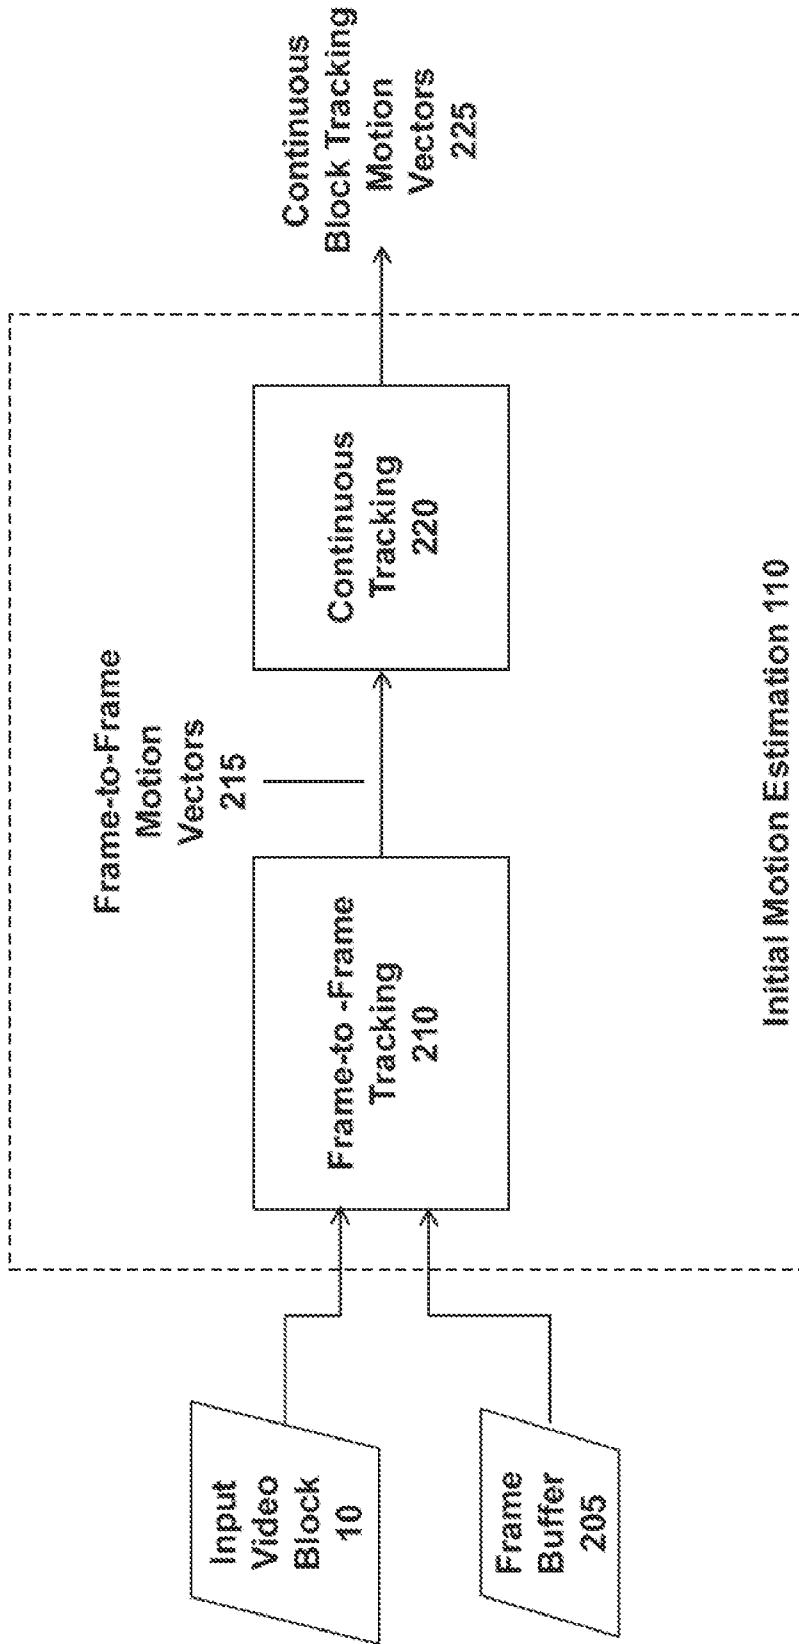 Input
Video
Block
10
Frame
Buffer
205
Frame-to -Frame
Tracking
210
Frame-to-Frame
Motion
Vectors
215
Continuous
Tracking
220
Continuous
Block Tracking
Motion
Vectors
225
Initial Motion Estimation 110